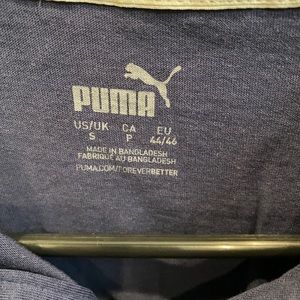 PUMA
US/UK CA EU
S P 44/46
MADE IN BANGLADESH
FABRIQUÉ AU BANGLADESH
PUMA.COM/FOREVERBETTER